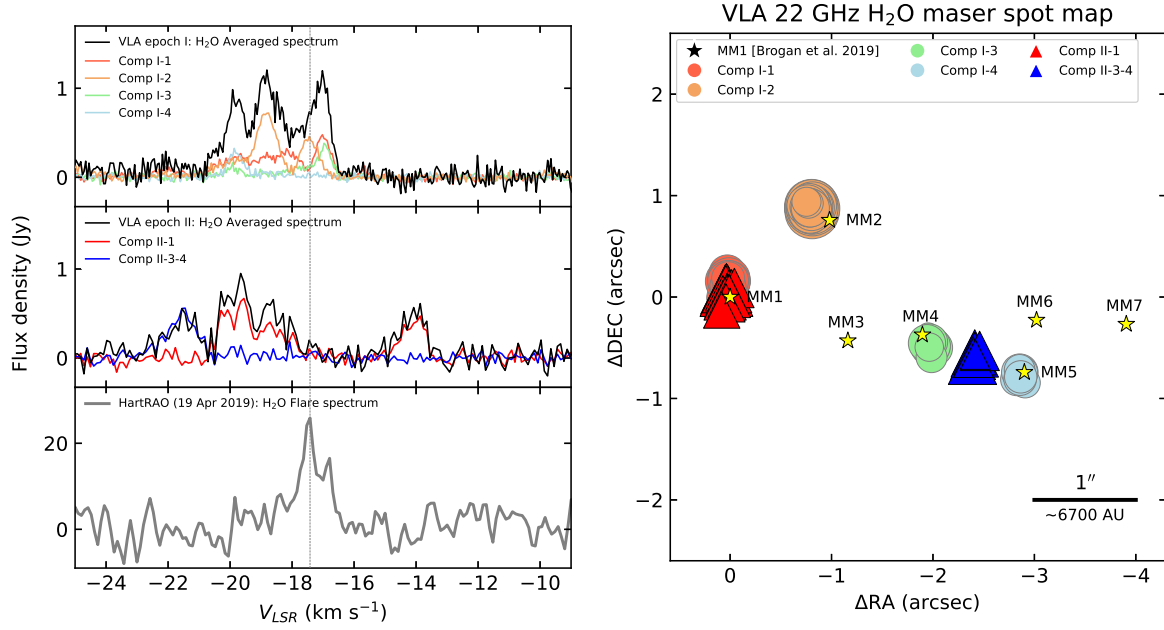 VLA epoch I: H₂O Averaged spectrum
Comp I-1
Comp I-2
Comp I-3
Comp I-4
1
0
VLA epoch II: H₂O Averaged spectrum
Comp II-1
Comp II-3-4
1
0
Flux density (Jy)
HartRAO (19 Apr 2019): H₂O Flare spectrum
20
0
−24 −22 −20 −18 −16 −14 −12 −10
V_LSR (km s⁻¹)
VLA 22 GHz H₂O maser spot map
MM1 [Brogan et al. 2019]
Comp I-1
Comp I-2
Comp I-3
Comp I-4
Comp II-1
Comp II-3-4
2
1
0
−1
−2
ΔDEC (arcsec)
MM2
MM1
MM3
MM4
MM6
MM7
MM5
1′′
~6700 AU
0 −1 −2 −3 −4
ΔRA (arcsec)